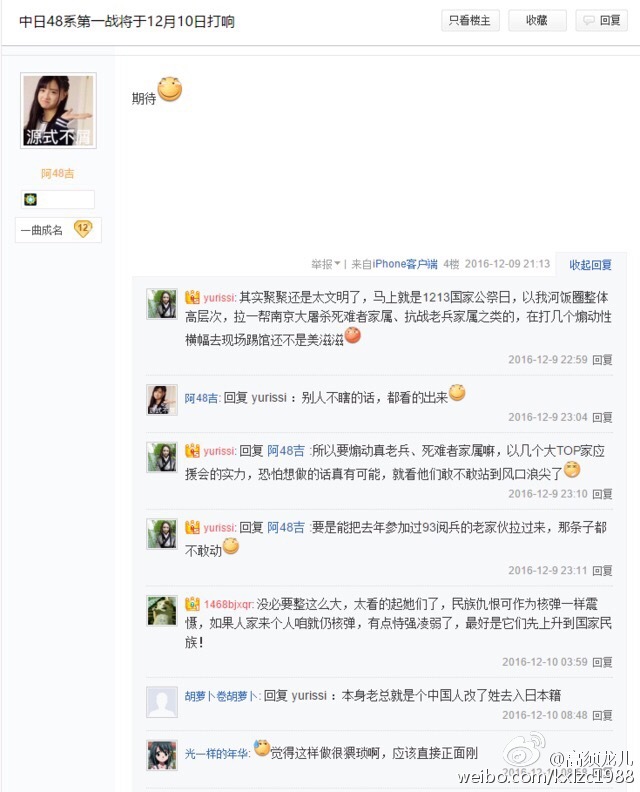 中日48系第一战将于12月10日打响
只看楼主
收藏
回复
期待
源式不屑
阿48吉
一曲成名 12
举报 | 来自iPhone客户端 4楼 2016-12-09 21:13 收起回复
yurissi: 其实聚聚还是太文明了，马上就是1213国家公祭日，以我河饭圈整体
高层次，拉一帮南京大屠杀死难者家属、抗战老兵家属之类的，在打几个煽动性
横幅去现场踢馆还不是美滋滋
2016-12-9 22:59 回复
阿48吉: 回复 yurissi ：别人不瞎的话，都看的出来
2016-12-9 23:04 回复
yurissi: 回复 阿48吉 :所以要煽动真老兵、死难者家属嘛，以几个大TOP家应
援会的实力，恐怕想做的话真有可能，就看他们敢不敢站到风口浪尖了
2016-12-9 23:10 回复
yurissi: 回复 阿48吉 :要是能把去年参加过93阅兵的老家伙拉过来，那条子都
不敢动
2016-12-9 23:11 回复
1468bjxqr: 没必要整这么大，太看的起她们了，民族仇恨可作为核弹一样震
慑，如果人家来个人咱就仍核弹，有点恃强凌弱了，最好是它们先上升到国家民
族！
2016-12-10 03:59 回复
胡萝卜卷胡萝卜: 回复 yurissi ：本身老总就是个中国人改了姓去入日本籍
2016-12-10 08:48 回复
光一样的年华: 觉得这样做很猥琐啊，应该直接正面刚
@高须龙儿
weibo.com/kxlzc1988